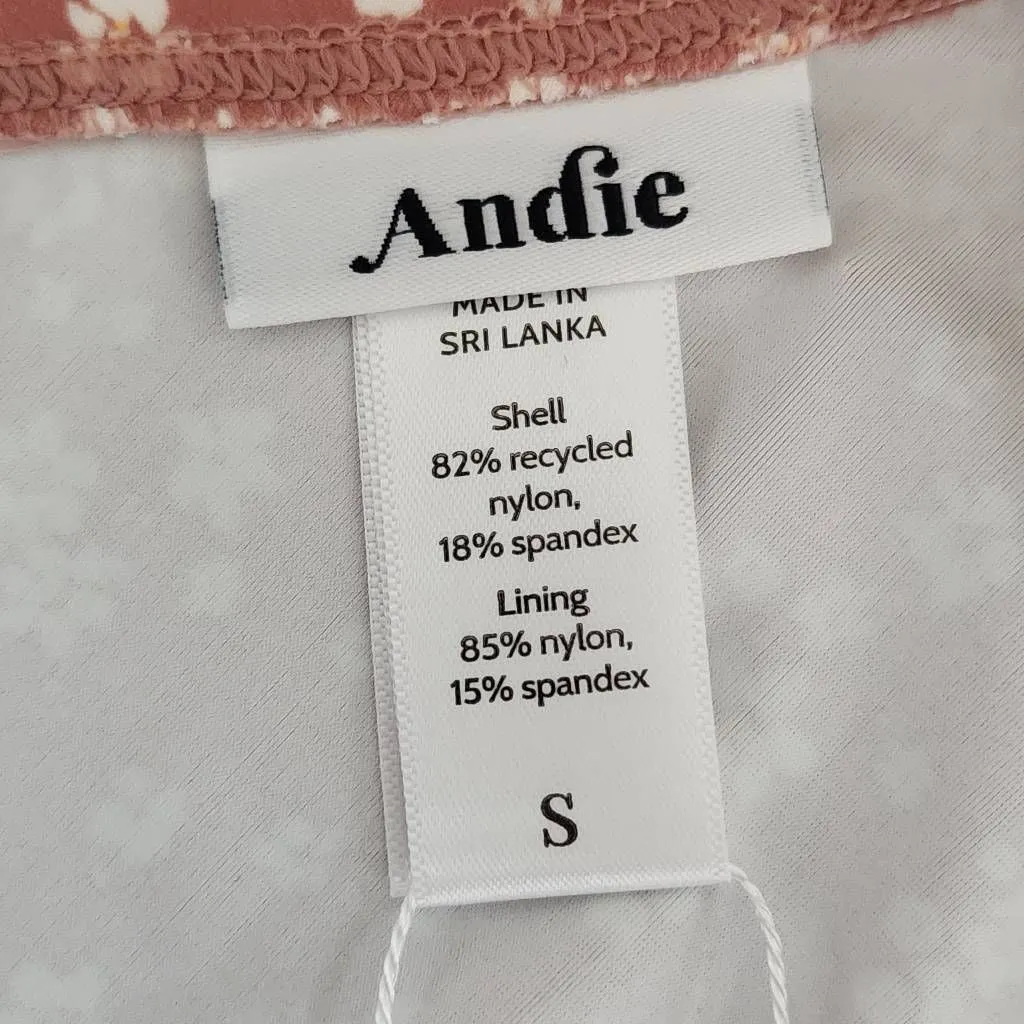 Andie
MADE IN
SRI LANKA
Shell
82% recycled
nylon,
18% spandex
Lining
85% nylon,
15% spandex
S